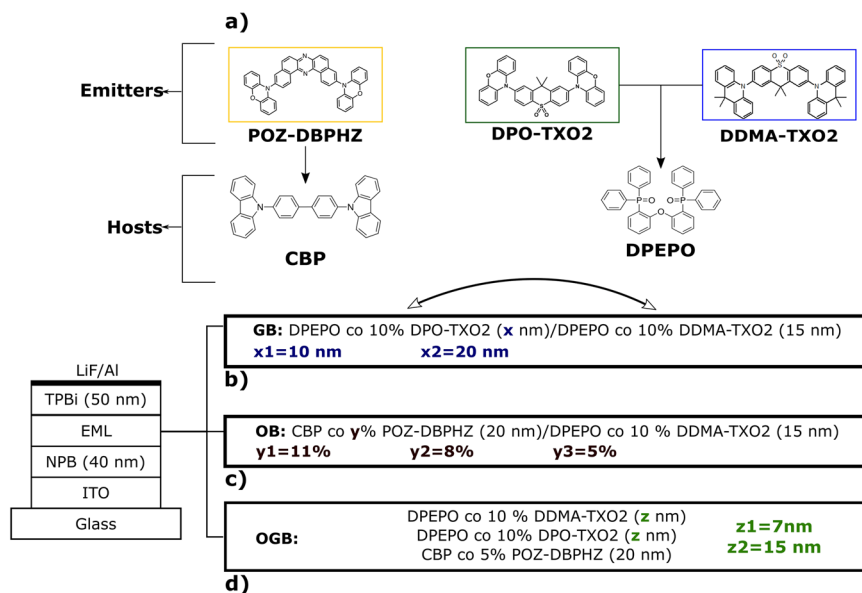 a)
Emitters
POZ-DBPHZ
DPO-TXO2
DDMA-TXO2
Hosts
CBP
DPEPO
GB: DPEPO co 10% DPO-TXO2 (x nm)/DPEPO co 10% DDMA-TXO2 (15 nm)
x1=10 nm x2=20 nm
b)
OB: CBP co y% POZ-DBPHZ (20 nm)/DPEPO co 10 % DDMA-TXO2 (15 nm)
y1=11% y2=8% y3=5%
c)
OGB:
DPEPO co 10 % DDMA-TXO2 (z nm)
DPEPO co 10% DPO-TXO2 (z nm)
CBP co 5% POZ-DBPHZ (20 nm)
z1=7nm
z2=15 nm
d)
LiF/Al
TPBi (50 nm)
EML
NPB (40 nm)
ITO
Glass